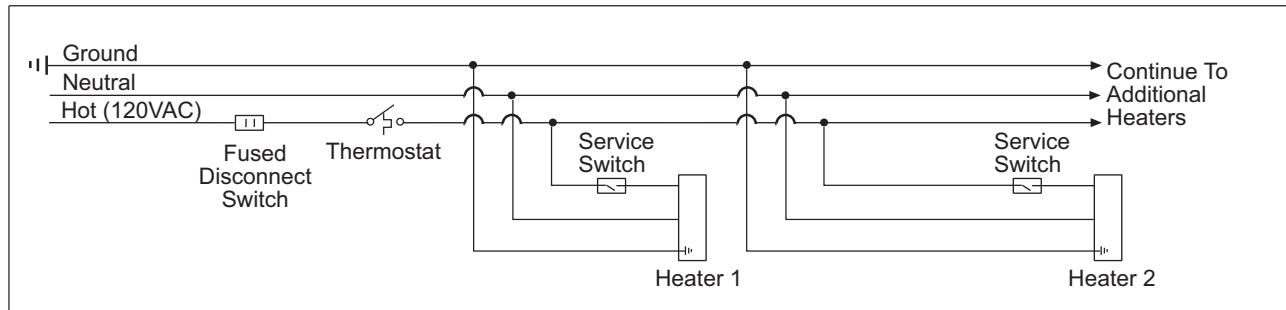 Ground
Neutral
Hot (120VAC)
Fused
Disconnect
Switch
Thermostat
Service
Switch
Heater 1
Service
Switch
Heater 2
Continue To
Additional
Heaters